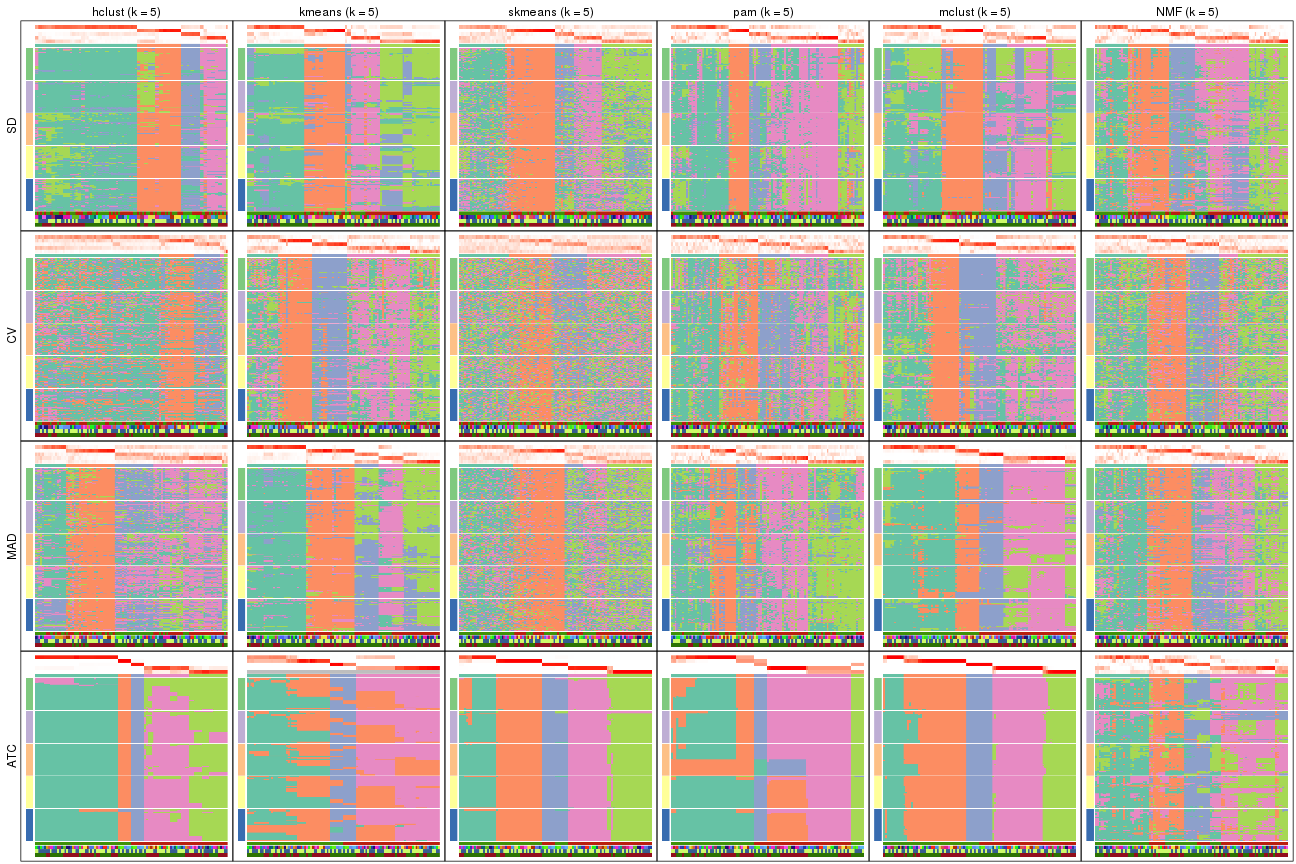 hclust (k = 5)
kmeans (k = 5)
skmeans (k = 5)
pam (k = 5)
mclust (k = 5)
NMF (k = 5)
SD
CV
MAD
ATC